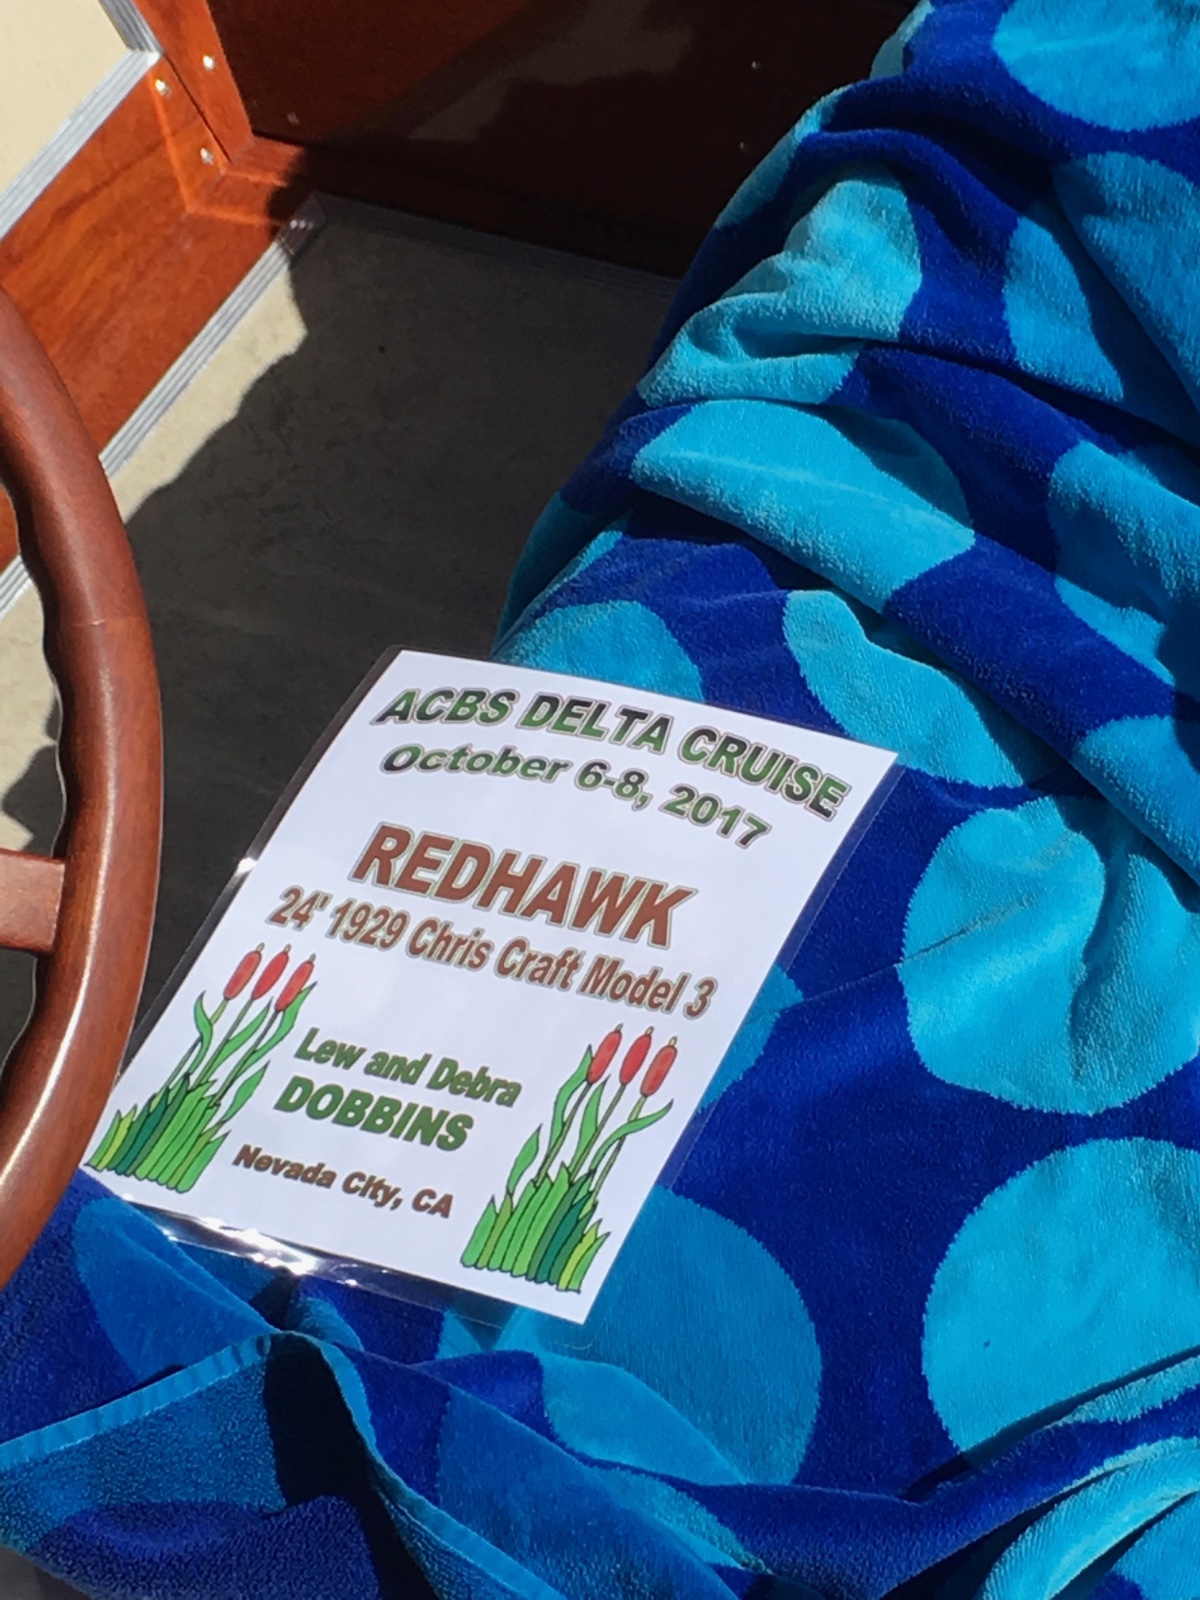 ACBS DELTA CRUISE
October 6-8, 2017
REDHAWK
24' 1929 Chris Craft Model 3
Lew and Debra
DOBBINS
Nevada City, CA